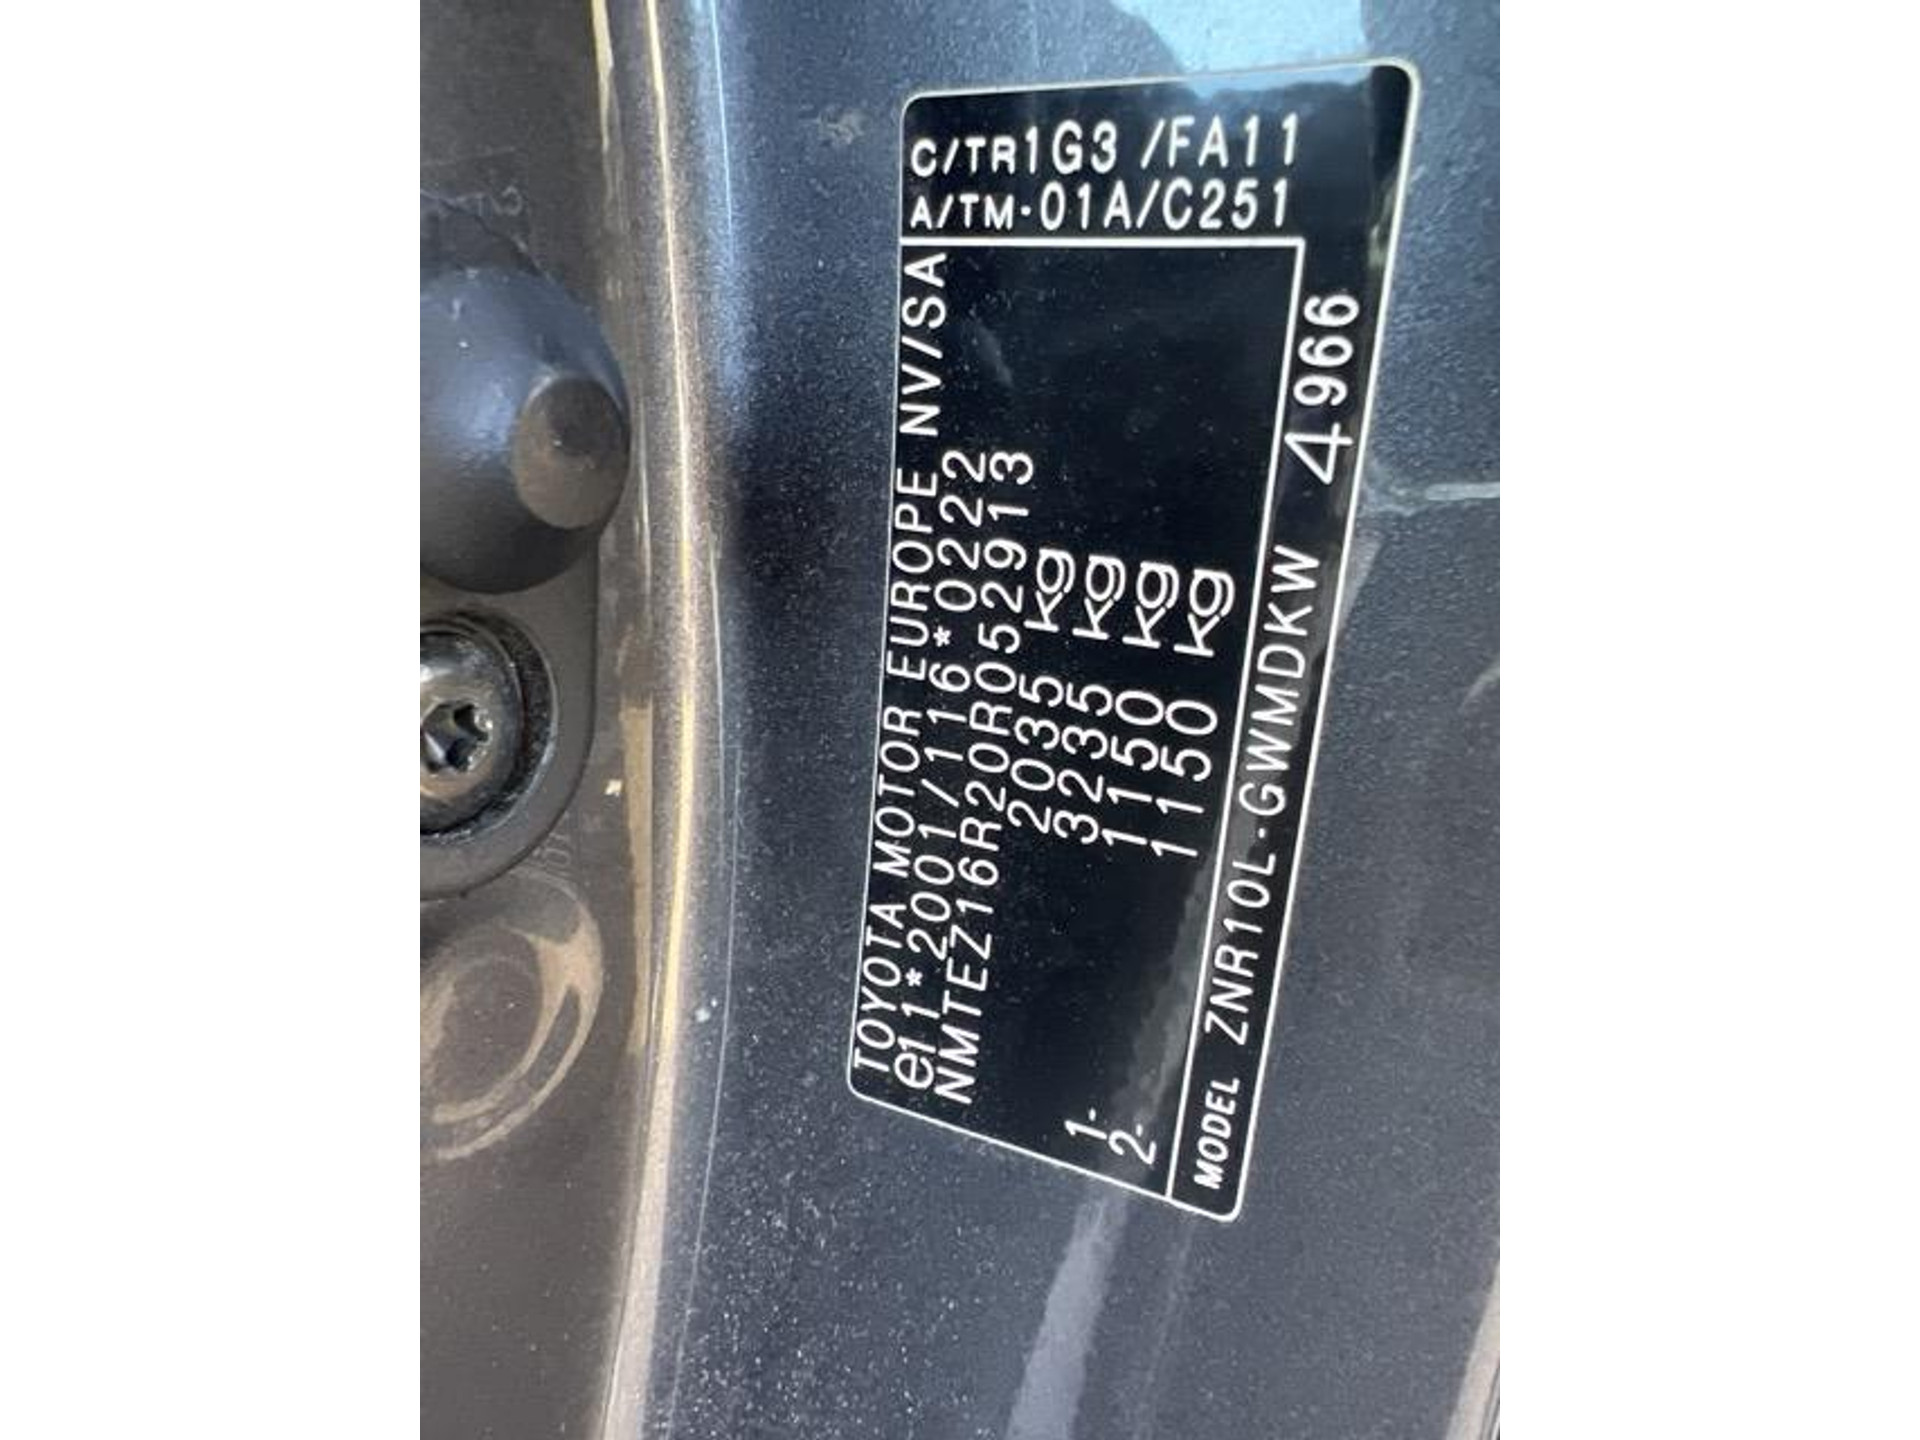 TOYOTA MOTOR EUROPE NV/SA
e11*2001/116*0222
NMTEZ16R20R052913
2035 kg
3235 kg
1- 1150 kg
2- 1150 kg
MODEL ZNR10L-GWMDKW 4966
C/TR1G3 /FA11
A/TM-01A/C251